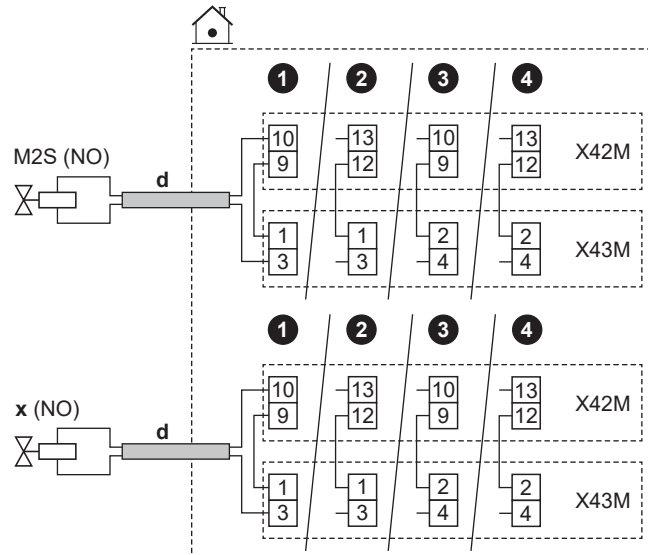 1 2 3 4
10 13 10 13
M2S (NO) 9 12 9 12 X42M
d
1 1 2 2 X43M
3 3 4 4
1 2 3 4
10 13 10 13
x (NO) 9 12 9 12 X42M
d
1 1 2 2 X43M
3 3 4 4